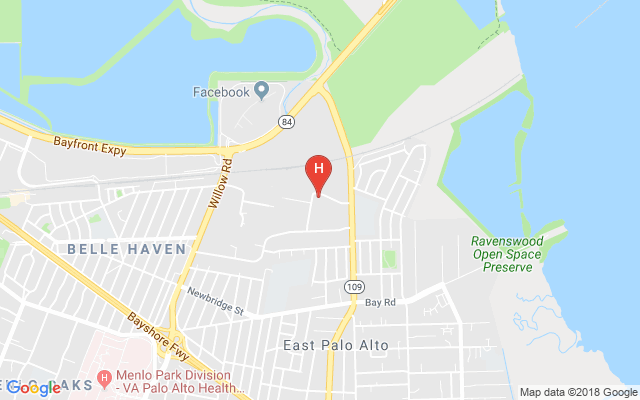 Facebook
84
Bayfront Expy
Willow Rd
H
BELLE HAVEN
Ravenswood
Open Space
Preserve
109
Newbridge St
Bay Rd
Bayshore Fwy
East Palo Alto
H
Menlo Park Division
- VA Palo Alto Health...
OAKS
Google
Map data ©2018 Google